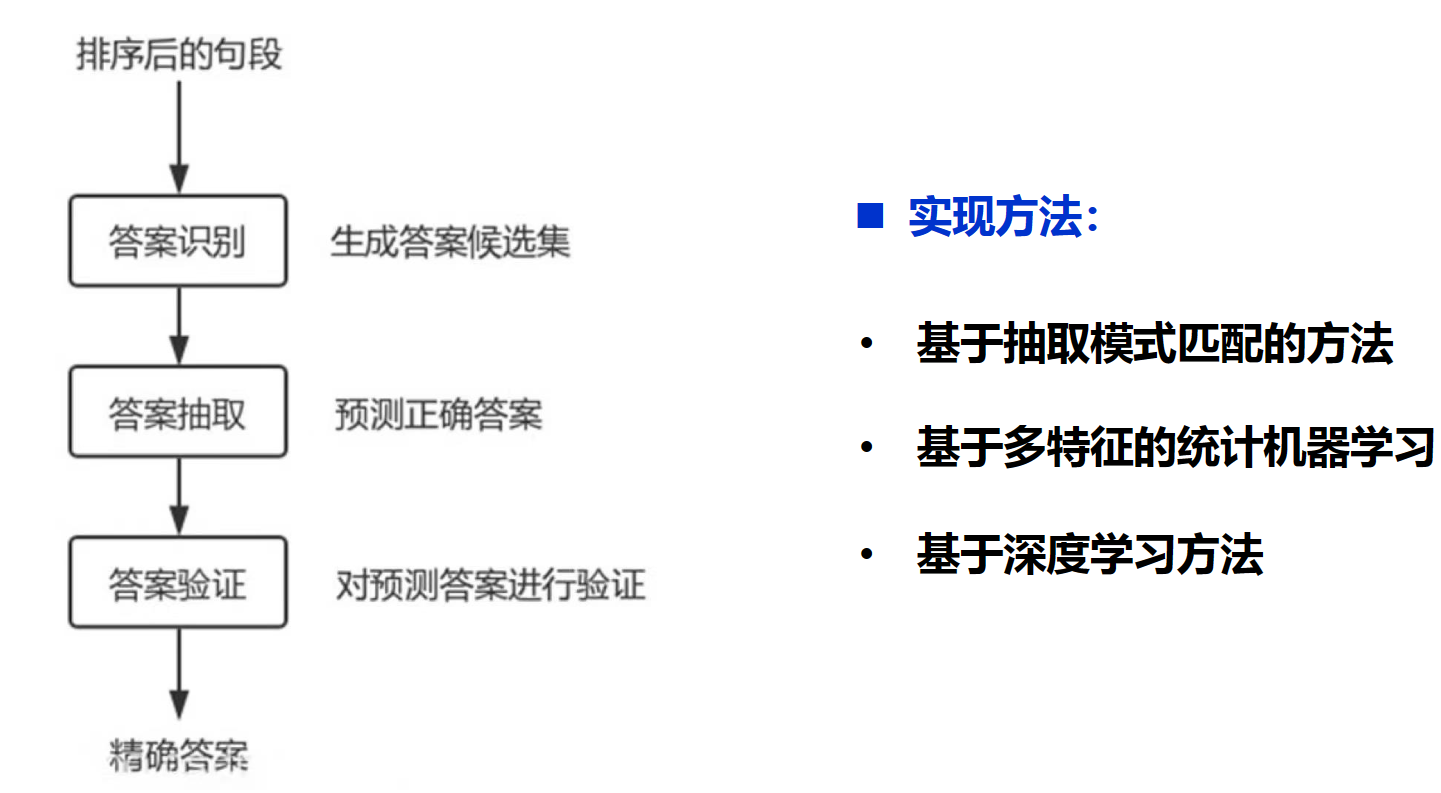 排序后的句段
答案识别
生成答案候选集
答案抽取
预测正确答案
答案验证
对预测答案进行验证
精确答案
■ 实现方法：
• 基于抽取模式匹配的方法
• 基于多特征的统计机器学习
• 基于深度学习方法